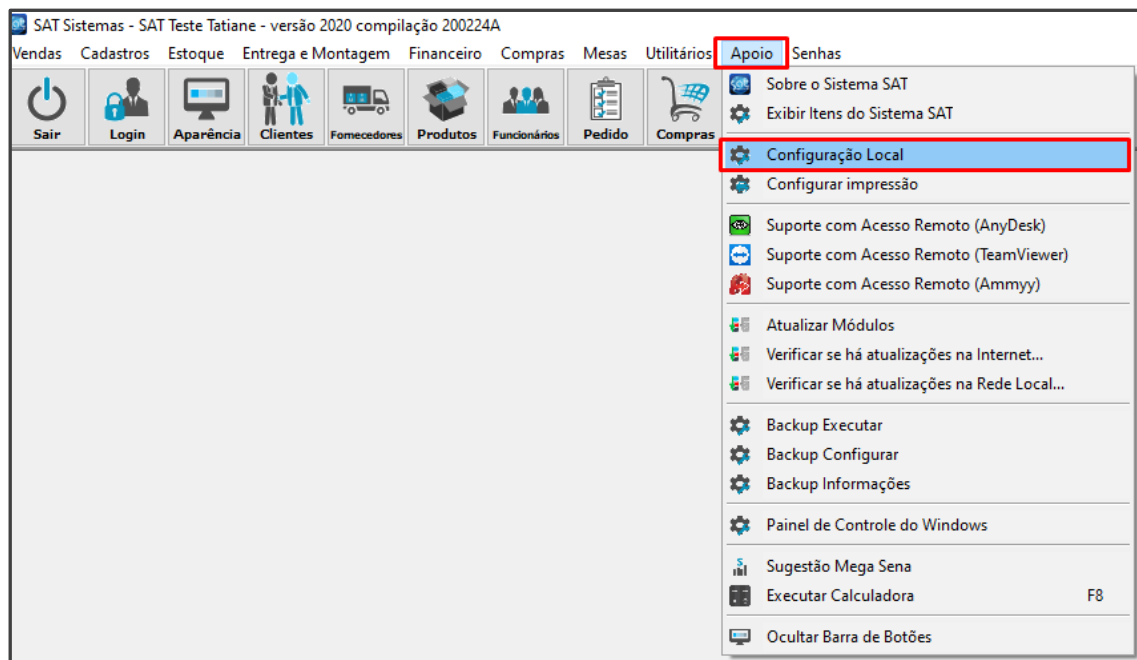 SAT Sistemas - SAT Teste Tatiane - versão 2020 compilação 200224A
Vendas Cadastros Estoque Entrega e Montagem Financeiro Compras Mesas Utilitários Apoio Senhas
Sair Login Aparência Clientes Fornecedores Produtos Funcionários Pedido Compras
Sobre o Sistema SAT
Exibir Itens do Sistema SAT
Configuração Local
Configurar impressão
Suporte com Acesso Remoto (AnyDesk)
Suporte com Acesso Remoto (TeamViewer)
Suporte com Acesso Remoto (Ammyy)
Atualizar Módulos
Verificar se há atualizações na Internet...
Verificar se há atualizações na Rede Local...
Backup Executar
Backup Configurar
Backup Informações
Painel de Controle do Windows
Sugestão Mega Sena
Executar Calculadora F8
Ocultar Barra de Botões